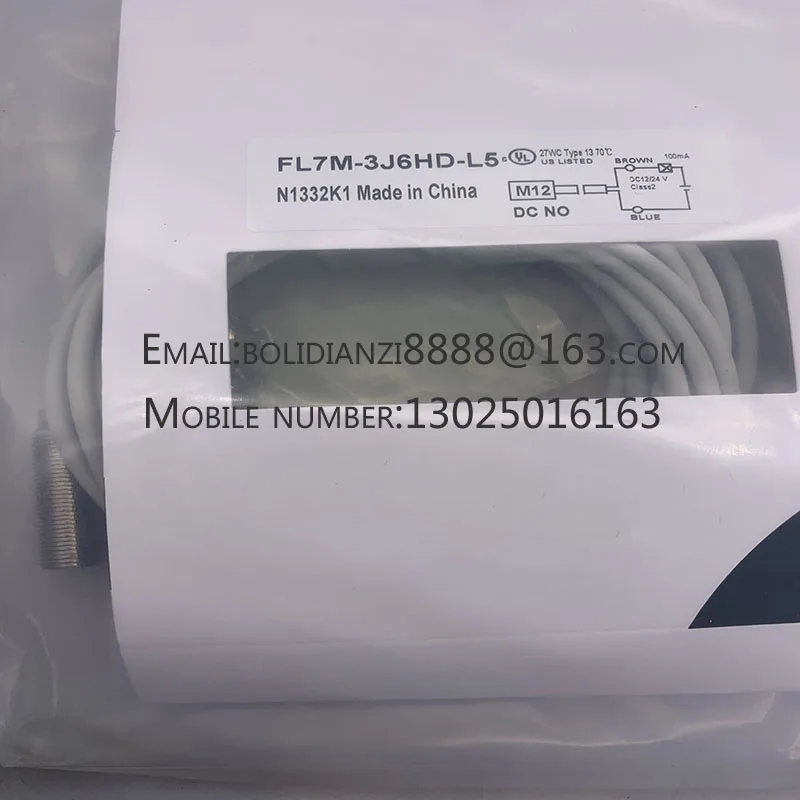 FL7M-3J6HD-L5 c UL US LISTED 27WC Type 13 70℃
N1332K1 Made in China
M12
DC NO
BROWN 100mA
DC12/24 V
Class2
BLUE
EMAIL:BOLIDIANZI8888@163.COM
MOBILE NUMBER:13025016163